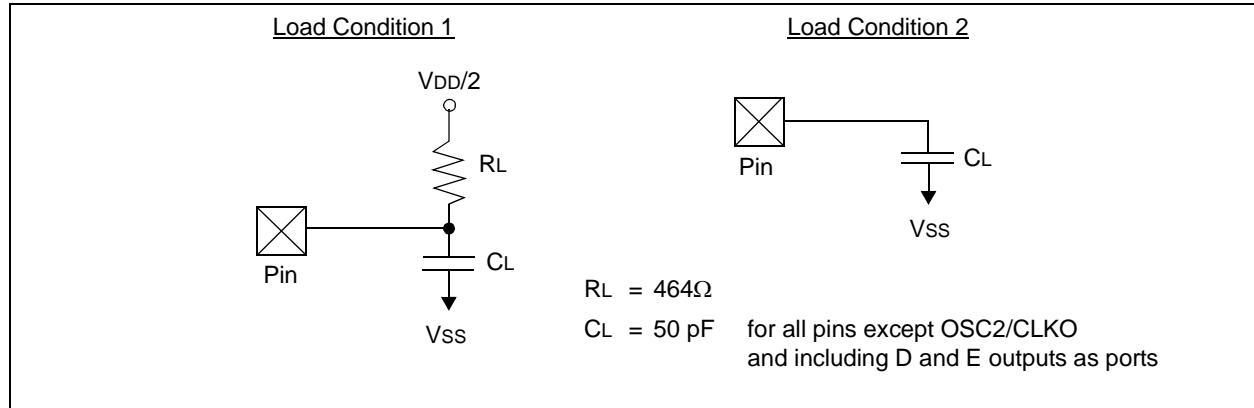 Load Condition 1
VDD/2
RL
Pin
CL
VSS
Load Condition 2
Pin
CL
VSS
RL = 464Ω
CL = 50 pF for all pins except OSC2/CLKO
and including D and E outputs as ports